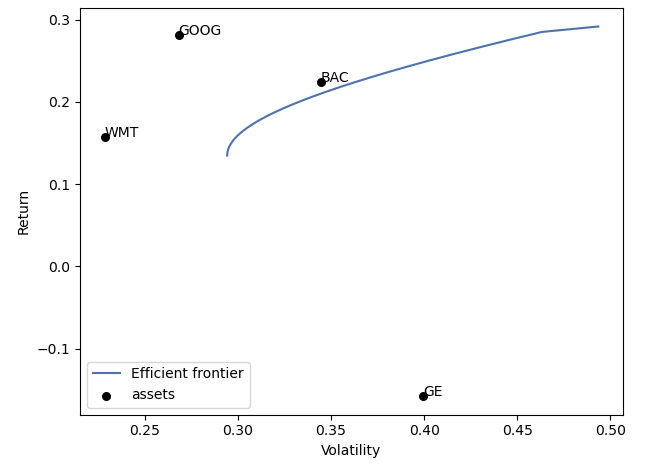 0.3
GOOG
BAC
0.2
WMT
0.1
Return
0.0
−0.1
Efficient frontier
GE
assets
0.25
0.30
0.35
0.40
0.45
0.50
Volatility